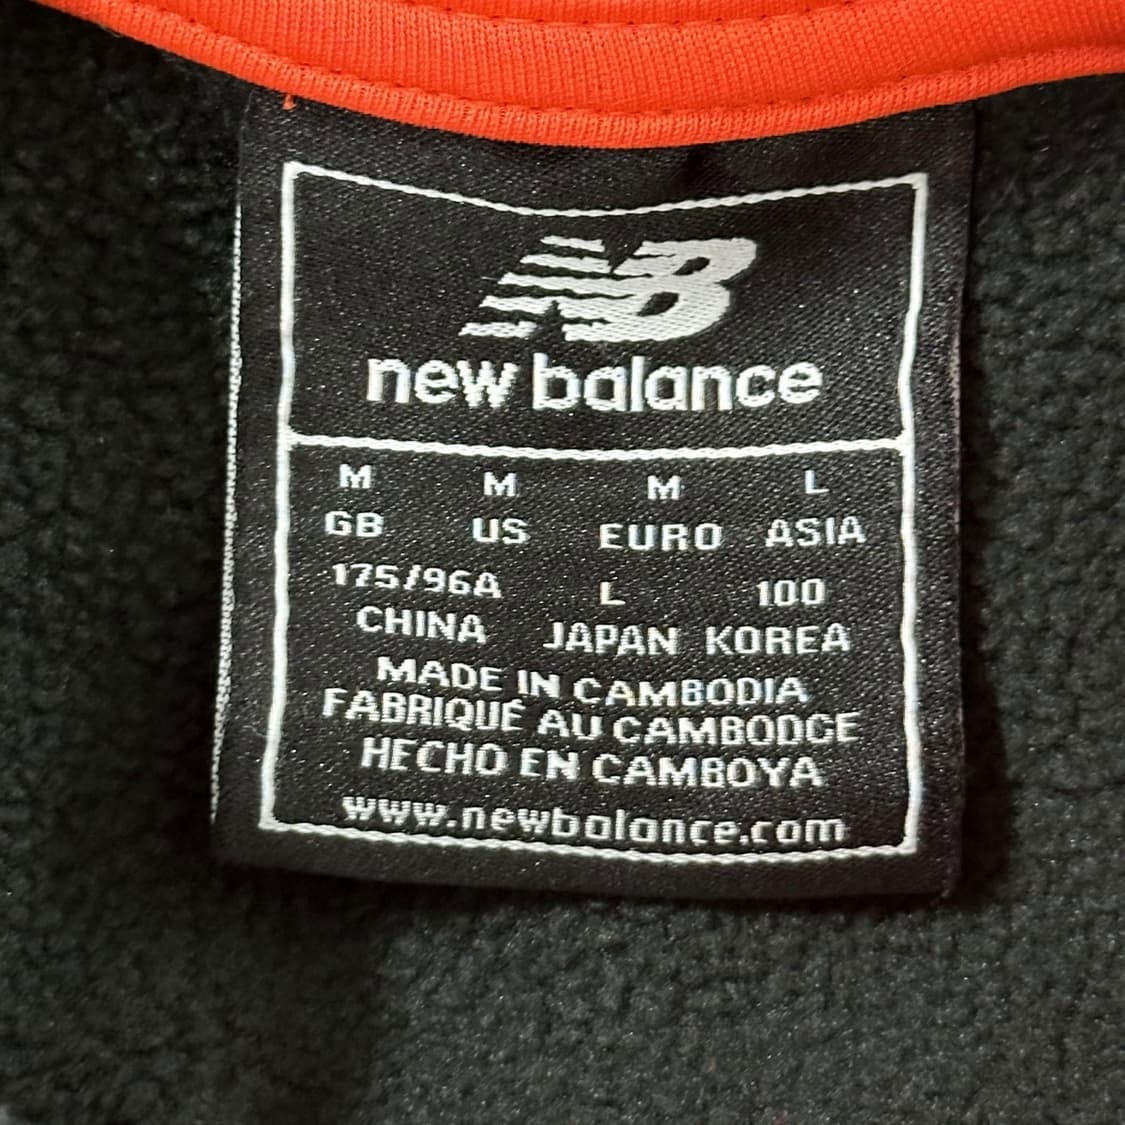 NB
new balance
M M M L
GB US EURO ASIA
175/96A L 100
CHINA JAPAN KOREA
MADE IN CAMBODIA
FABRIQUÉ AU CAMBODGE
HECHO EN CAMBOYA
www.newbalance.com